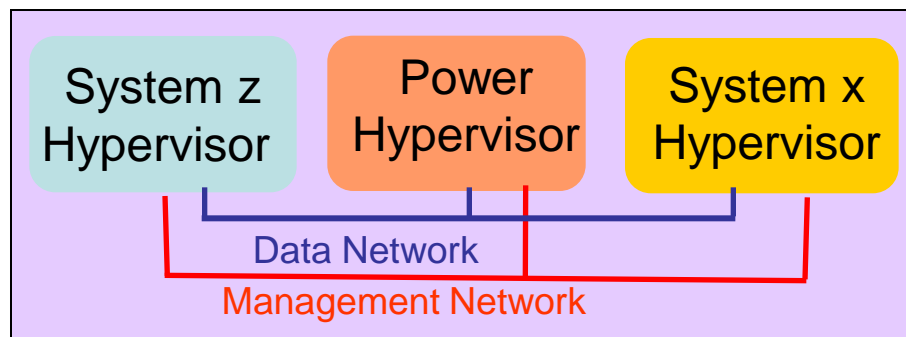 System z
Hypervisor
Power
Hypervisor
System x
Hypervisor
Data Network
Management Network